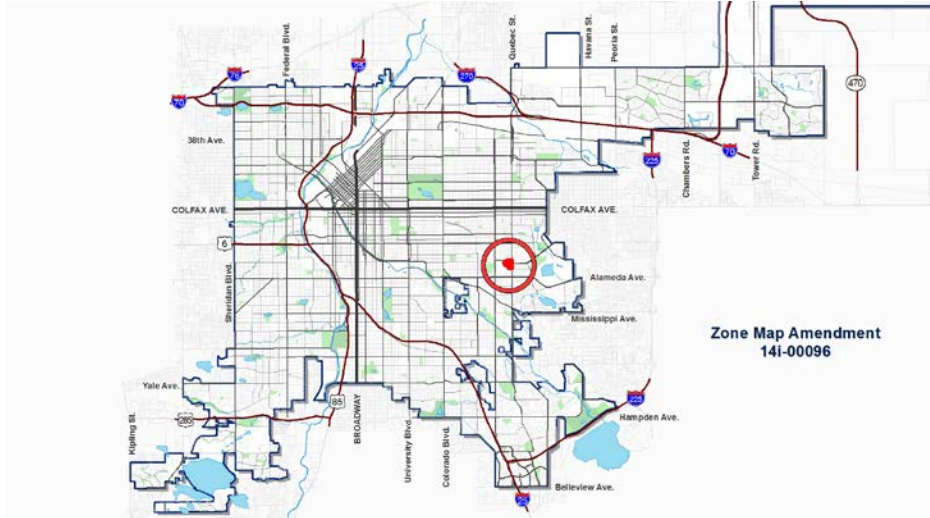 Federal Blvd.
Quebec St.
Havana St.
Peoria St.
76
25
270
70
470
38th Ave.
225
70
Chambers Rd.
Tower Rd.
COLFAX AVE.
COLFAX AVE.
6
Sheridan Blvd.
Alameda Ave.
Mississippi Ave.
Zone Map Amendment
14i-00096
Yale Ave.
85
225
Kipling St.
285
BROADWAY
University Blvd.
Colorado Blvd.
Hampden Ave.
Belleview Ave.
25